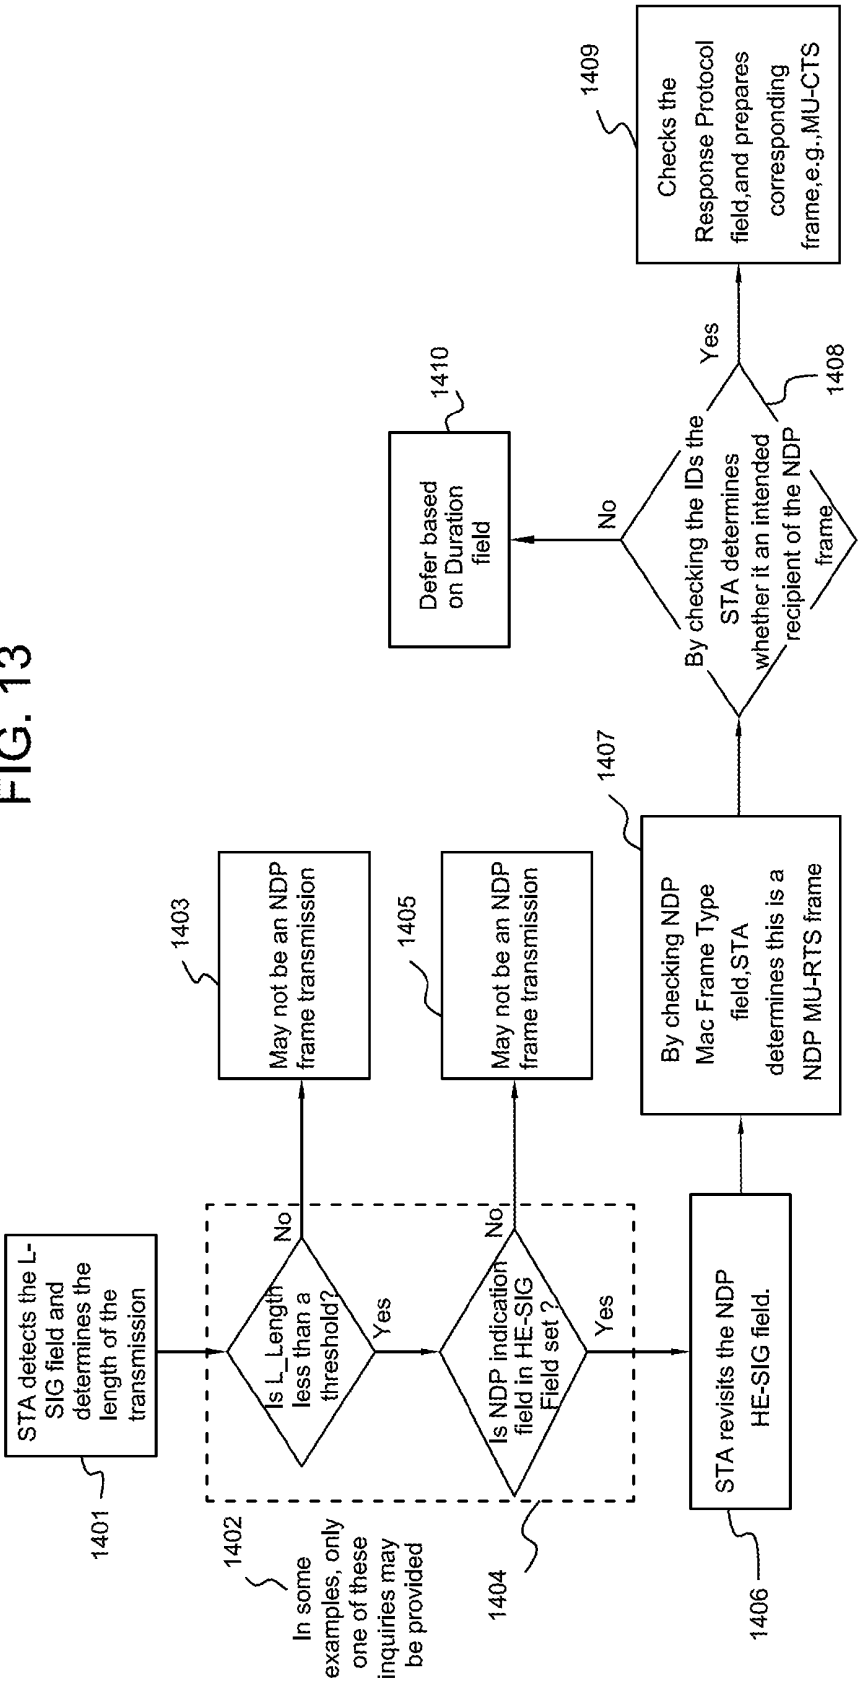 FIG. 13
1401
STA detects the L-
SIG field and
determines the
length of the
transmission
1402
In some
examples, only
one of these
inquiries may
be provided
Is L_Length
less than a
threshold?
No
1403
May not be an NDP
frame transmission
Yes
1404
Is NDP indication
field in HE-SIG
Field set ?
No
1405
May not be an NDP
frame transmission
Yes
1406
STA revisits the NDP
HE-SIG field.
1407
By checking NDP
Mac Frame Type
field,STA
determines this is a
NDP MU-RTS frame
By checking the IDs the
STA determines
whether it an intended
recipient of the NDP
frame
1408
No
1410
Defer based
on Duration
field
Yes
1409
Checks the
Response Protocol
field,and prepares
corresponding
frame,e.g.,MU-CTS